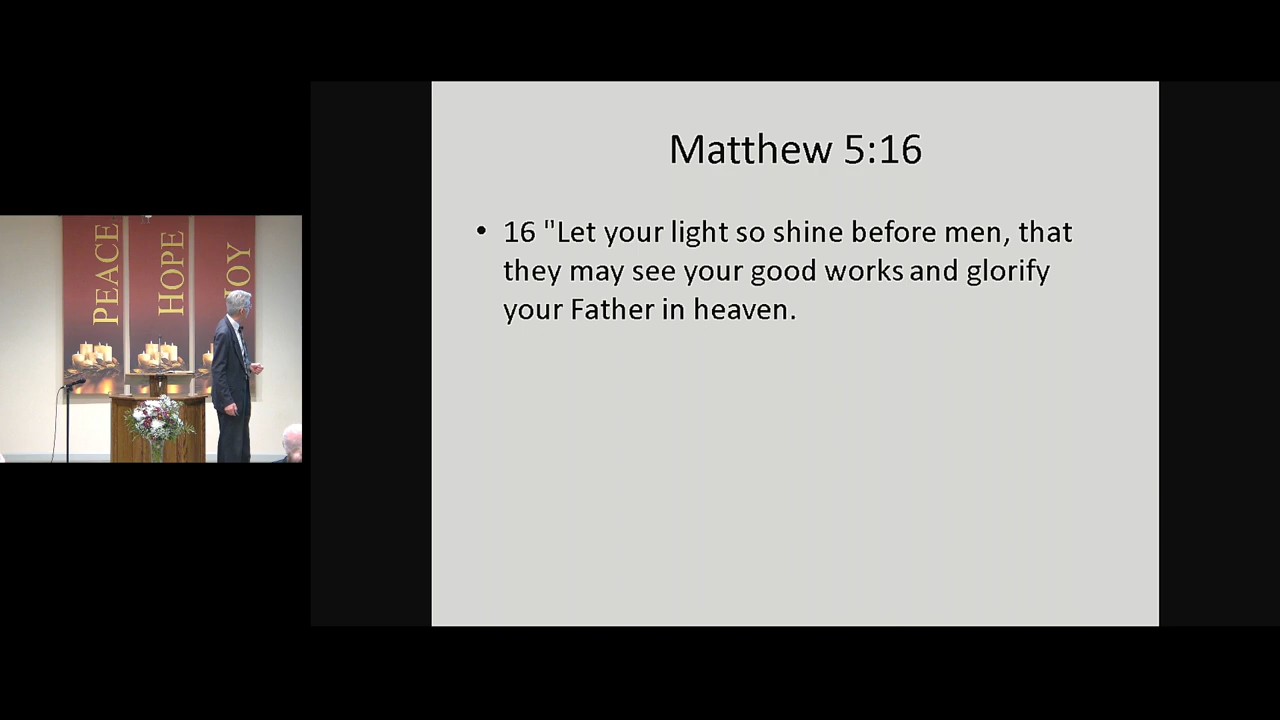 PEACE
HOPE
JOY
Matthew 5:16
• 16 "Let your light so shine before men, that
they may see your good works and glorify
your Father in heaven.